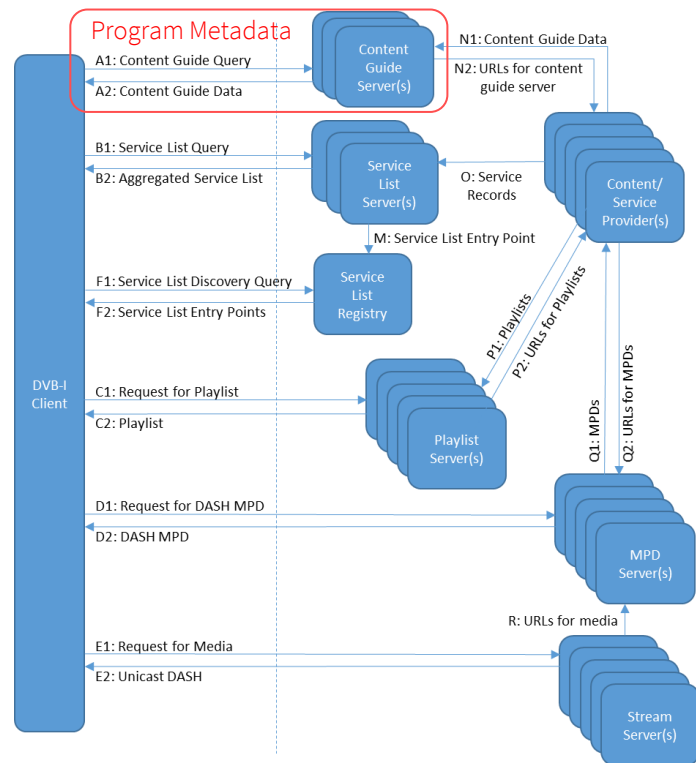 Program Metadata
Content
Guide
Server(s)
A1: Content Guide Query
A2: Content Guide Data
N1: Content Guide Data
N2: URLs for content
guide server
B1: Service List Query
B2: Aggregated Service List
Service
List
Server(s)
O: Service
Records
Content/
Service
Provider(s)
M: Service List Entry Point
F1: Service List Discovery Query
F2: Service List Entry Points
Service
List
Registry
P1: Playlists
P2: URLs for Playlists
Q1: MPDs
Q2: URLs for MPDs
DVB-I
Client
C1: Request for Playlist
C2: Playlist
Playlist
Server(s)
D1: Request for DASH MPD
D2: DASH MPD
MPD
Server(s)
R: URLs for media
E1: Request for Media
E2: Unicast DASH
Stream
Server(s)